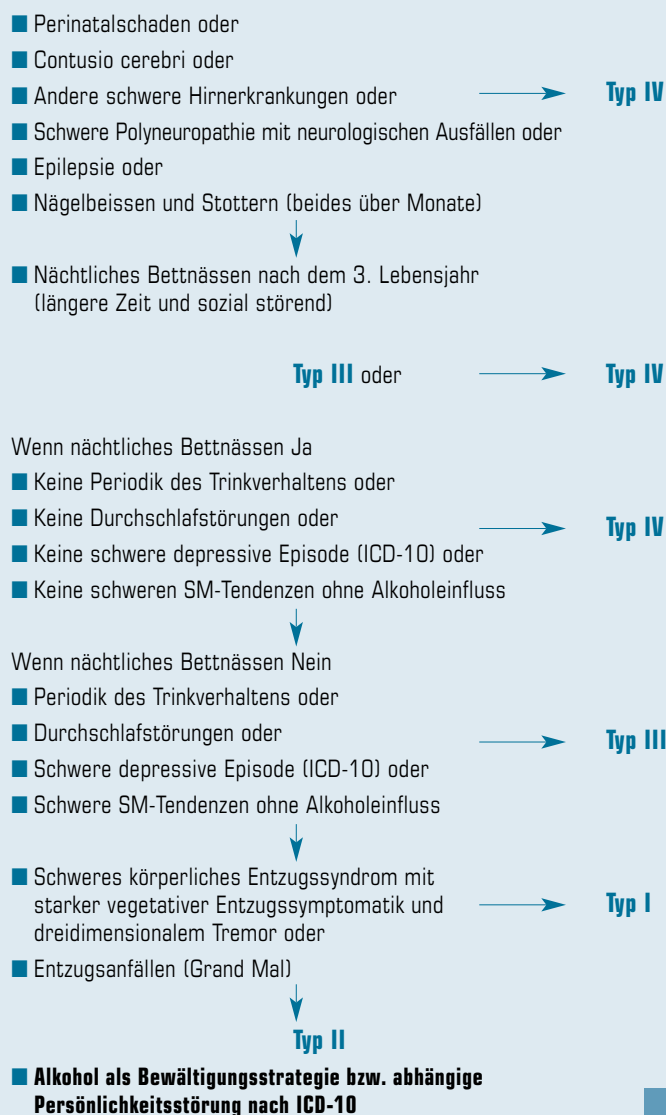 ■ Perinatalschaden oder
■ Contusio cerebri oder
■ Andere schwere Hirnerkrankungen oder
Typ IV
■ Schwere Polyneuropathie mit neurologischen Ausfällen oder
■ Epilepsie oder
■ Nägelbeissen und Stottern (beides über Monate)
■ Nächtliches Bettnässen nach dem 3. Lebensjahr
(längere Zeit und sozial störend)
Typ III oder
Typ IV
Wenn nächtliches Bettnässen Ja
■ Keine Periodik des Trinkverhaltens oder
■ Keine Durchschlafstörungen oder
Typ IV
■ Keine schwere depressive Episode (ICD-10) oder
■ Keine schweren SM-Tendenzen ohne Alkoholeinfluss
Wenn nächtliches Bettnässen Nein
■ Periodik des Trinkverhaltens oder
■ Durchschlafstörungen oder
Typ III
■ Schwere depressive Episode (ICD-10) oder
■ Schwere SM-Tendenzen ohne Alkoholeinfluss
■ Schweres körperliches Entzugssyndrom mit
starker vegetativer Entzugssymptomatik und
Typ I
dreidimensionalem Tremor oder
■ Entzugsanfällen (Grand Mal)
Typ II
■ Alkohol als Bewältigungsstrategie bzw. abhängige
Persönlichkeitsstörung nach ICD-10